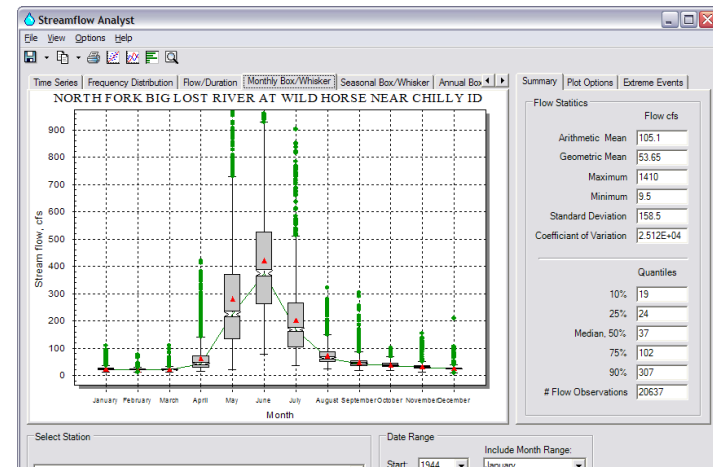 Streamflow Analyst
File View Options Help
Time Series Frequency Distribution Flow/Duration Monthly Box/Whisker Seasonal Box/Whisker Annual Box
Summary Plot Options Extreme Events
NORTH FORK BIG LOST RIVER AT WILD HORSE NEAR CHILLY ID
900
800
700
600
500
400
300
200
100
0
Stream flow, cfs
January February March April May June July August September October November December
Month
Flow Statitics
Flow cfs
Arithmetic Mean 105.1
Geometric Mean 53.65
Maximum 1410
Minimum 9.5
Standard Deviation 158.5
Coefficiant of Variation 2.512E+04
Quantiles
10% 19
25% 24
Median, 50% 37
75% 102
90% 307
# Flow Observations 20637
Select Station
Date Range
Include Month Range:
Start: 1944 January